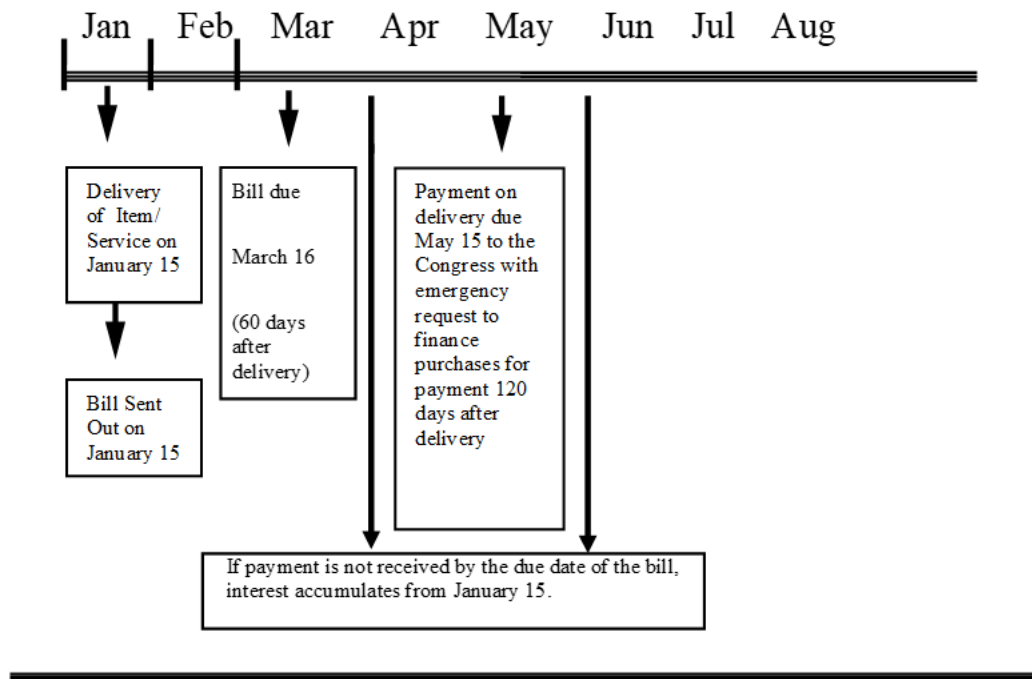 Jan Feb Mar Apr May Jun Jul Aug
Delivery
of Item/
Service on
January 15
Bill Sent
Out on
January 15
Bill due
March 16
(60 days
after
delivery)
Payment on
delivery due
May 15 to the
Congress with
emergency
request to
finance
purchases for
payment 120
days after
delivery
If payment is not received by the due date of the bill,
interest accumulates from January 15.